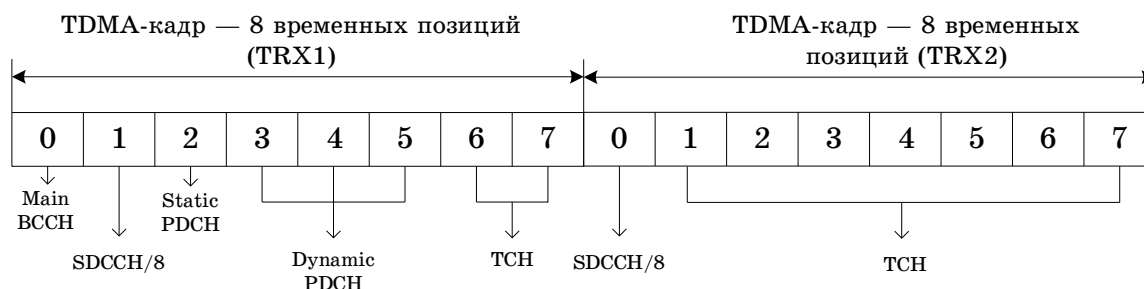 TDMA-кадр — 8 временных позиций
(TRX1)
TDMA-кадр — 8 временных
позиций (TRX2)
0 1 2 3 4 5 6 7 0 1 2 3 4 5 6 7
Main
BCCH
Static
PDCH
SDCCH/8
Dynamic
PDCH
TCH
SDCCH/8
TCH